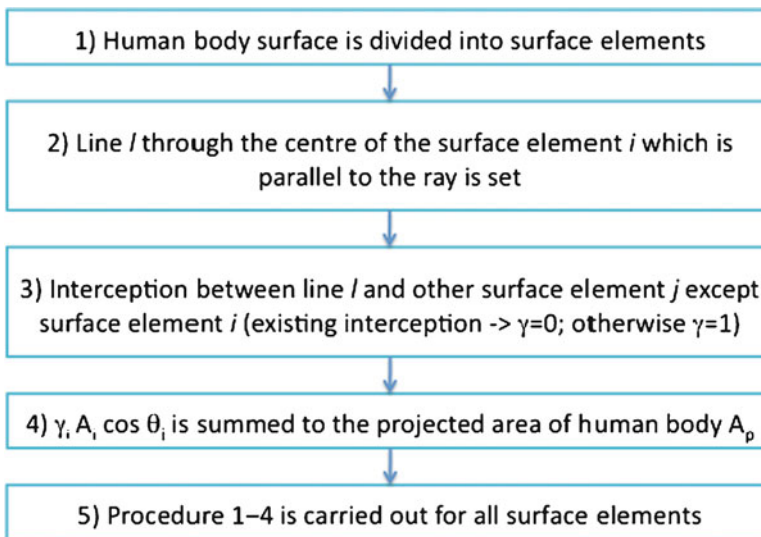 1) Human body surface is divided into surface elements
2) Line l through the centre of the surface element i which is
parallel to the ray is set
3) Interception between line l and other surface element j except
surface element i (existing interception -> γ=0; otherwise γ=1)
4) γᵢ Aᵢ cos θᵢ is summed to the projected area of human body Aₚ
5) Procedure 1–4 is carried out for all surface elements